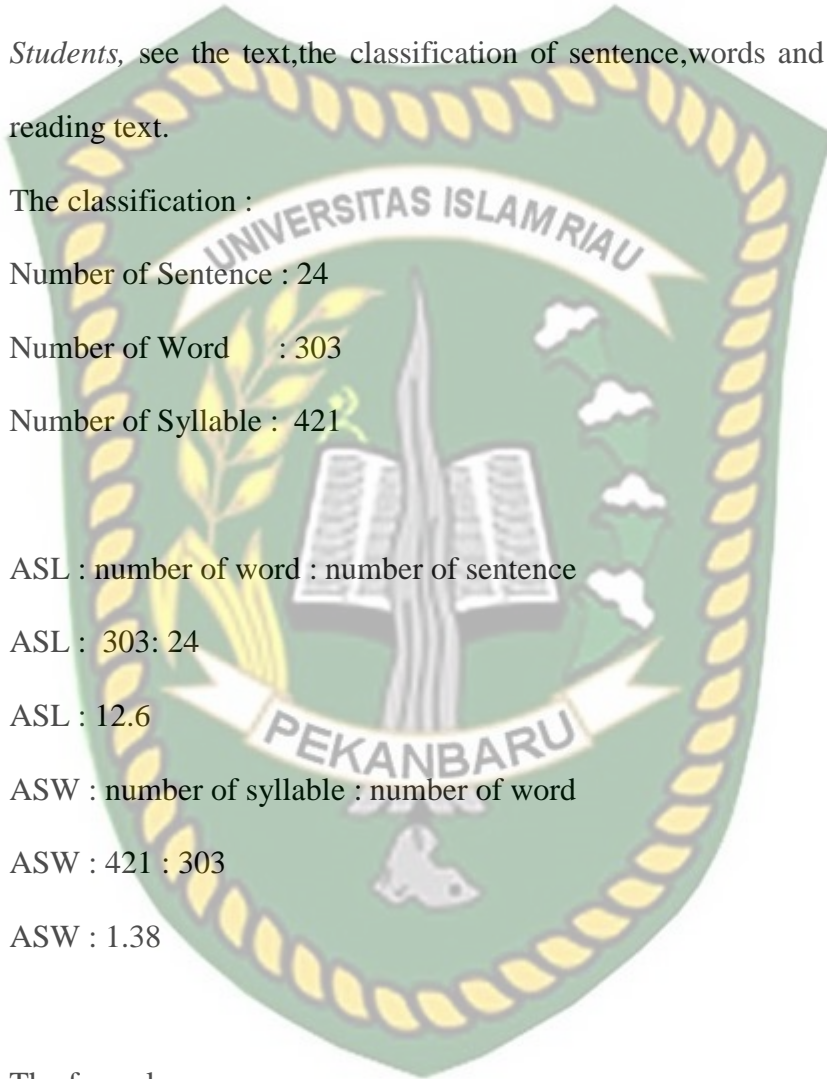 Students, see the text,the classification of sentence,words and
reading text.
The classification :
UNIVERSITAS ISLAM RIAU
Number of Sentence : 24
Number of Word : 303
Number of Syllable : 421
ASL : number of word : number of sentence
ASL : 303: 24
ASL : 12.6
PEKANBARU
ASW : number of syllable : number of word
ASW : 421 : 303
ASW : 1.38